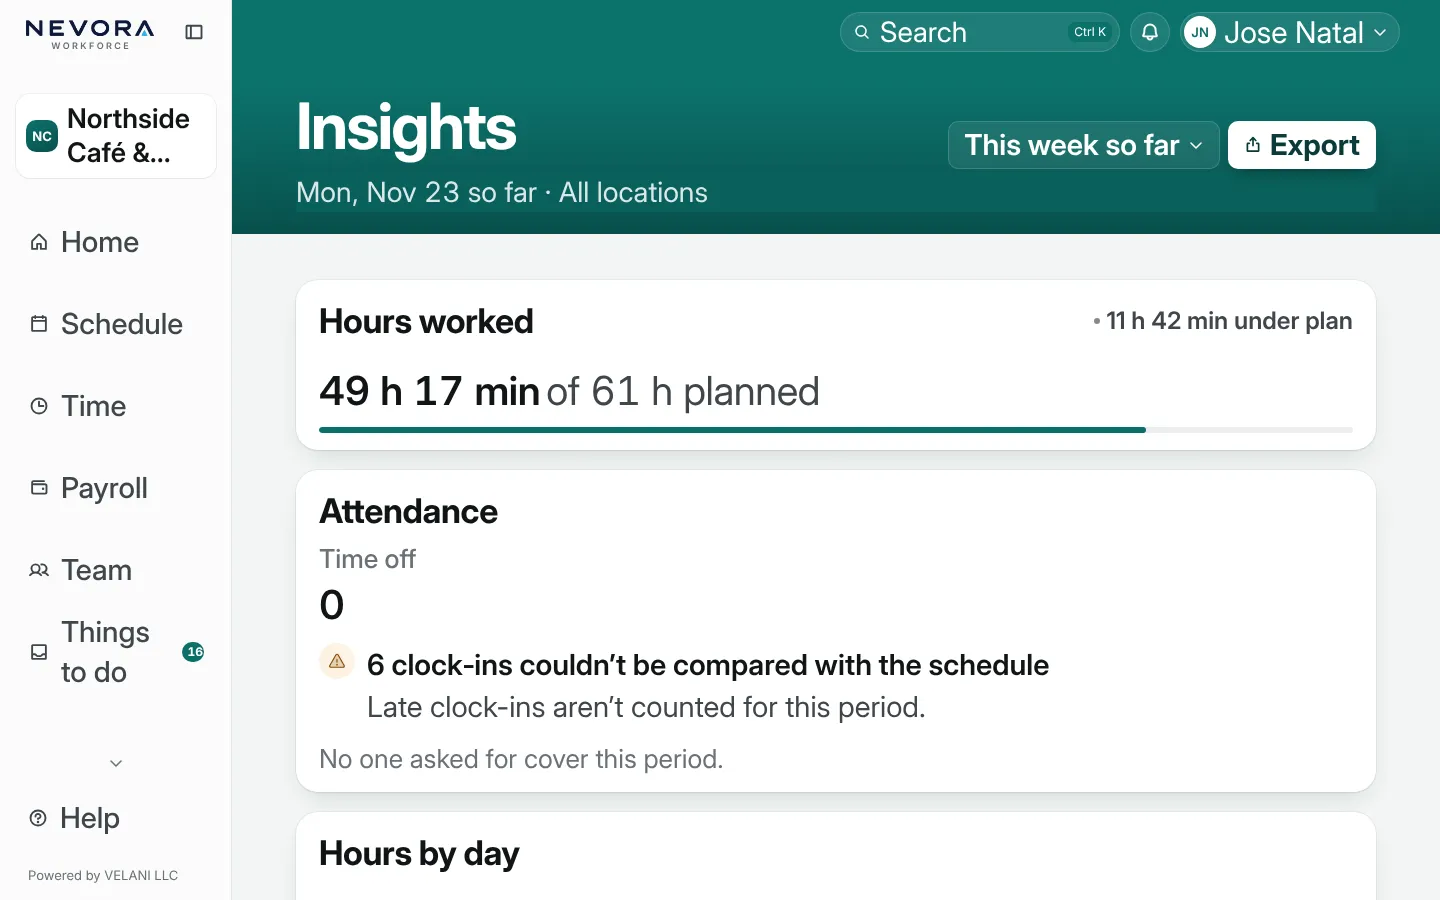 NEVORA
WORKFORCE
Search
Ctrl K
JN
Jose Natal
NC
Northside
Café &...
Home
Schedule
Time
Payroll
Team
Things
to do
16
Help
Powered by VELANI LLC
Insights
Mon, Nov 23 so far · All locations
This week so far
Export
Hours worked
• 11 h 42 min under plan
49 h 17 min of 61 h planned
Attendance
Time off
0
6 clock-ins couldn’t be compared with the schedule
Late clock-ins aren’t counted for this period.
No one asked for cover this period.
Hours by day